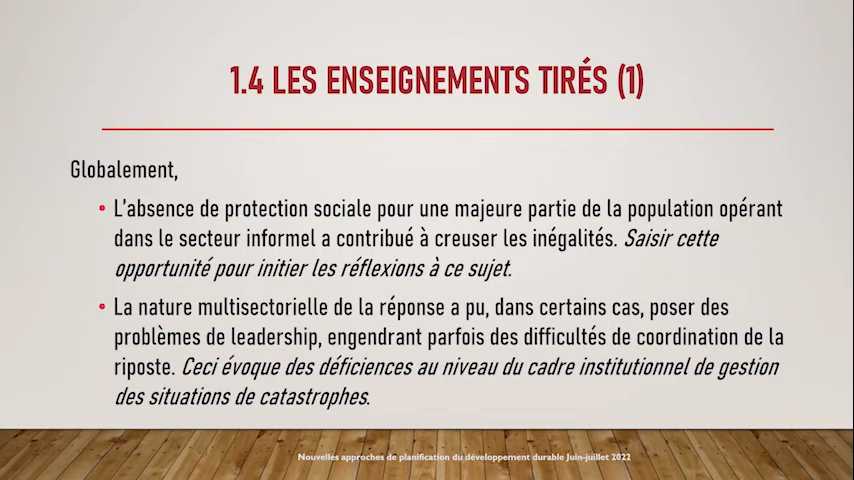 1.4 LES ENSEIGNEMENTS TIRÉS (1)
Globalement,
• L'absence de protection sociale pour une majeure partie de la population opérant
dans le secteur informel a contribué à creuser les inégalités. Saisir cette
opportunité pour initier les réflexions à ce sujet.
• La nature multisectorielle de la réponse a pu, dans certains cas, poser des
problèmes de leadership, engendrant parfois des difficultés de coordination de la
riposte. Ceci évoque des déficiences au niveau du cadre institutionnel de gestion
des situations de catastrophes.
Nouvelles approches de planification du développement durable Juin-juillet 2022